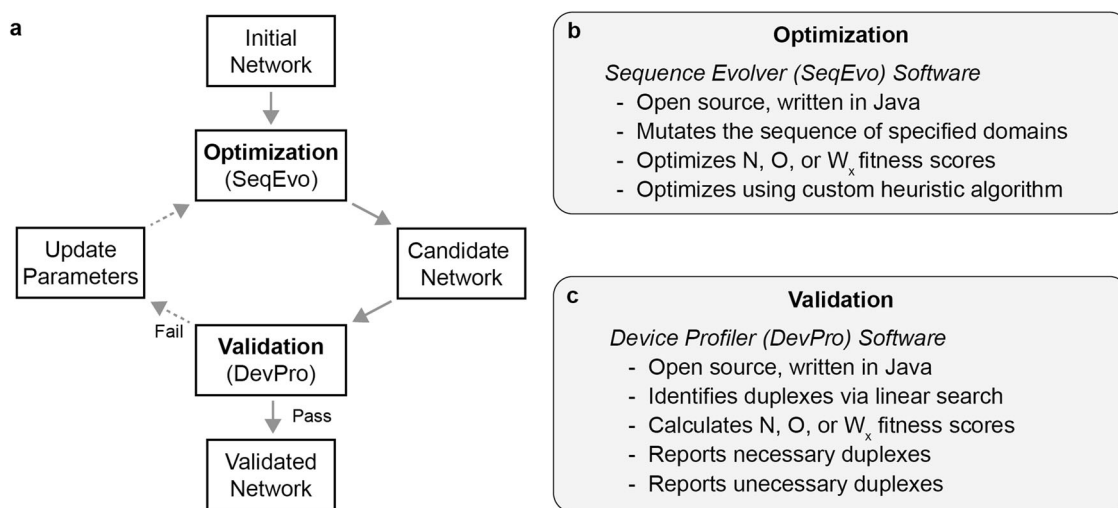 a
Initial
Network
Optimization
(SeqEvo)
Update
Parameters
Candidate
Network
Fail
Validation
(DevPro)
Pass
Validated
Network
b
Optimization
Sequence Evolver (SeqEvo) Software
- Open source, written in Java
- Mutates the sequence of specified domains
- Optimizes N, O, or Wx fitness scores
- Optimizes using custom heuristic algorithm
c
Validation
Device Profiler (DevPro) Software
- Open source, written in Java
- Identifies duplexes via linear search
- Calculates N, O, or Wx fitness scores
- Reports necessary duplexes
- Reports unecessary duplexes